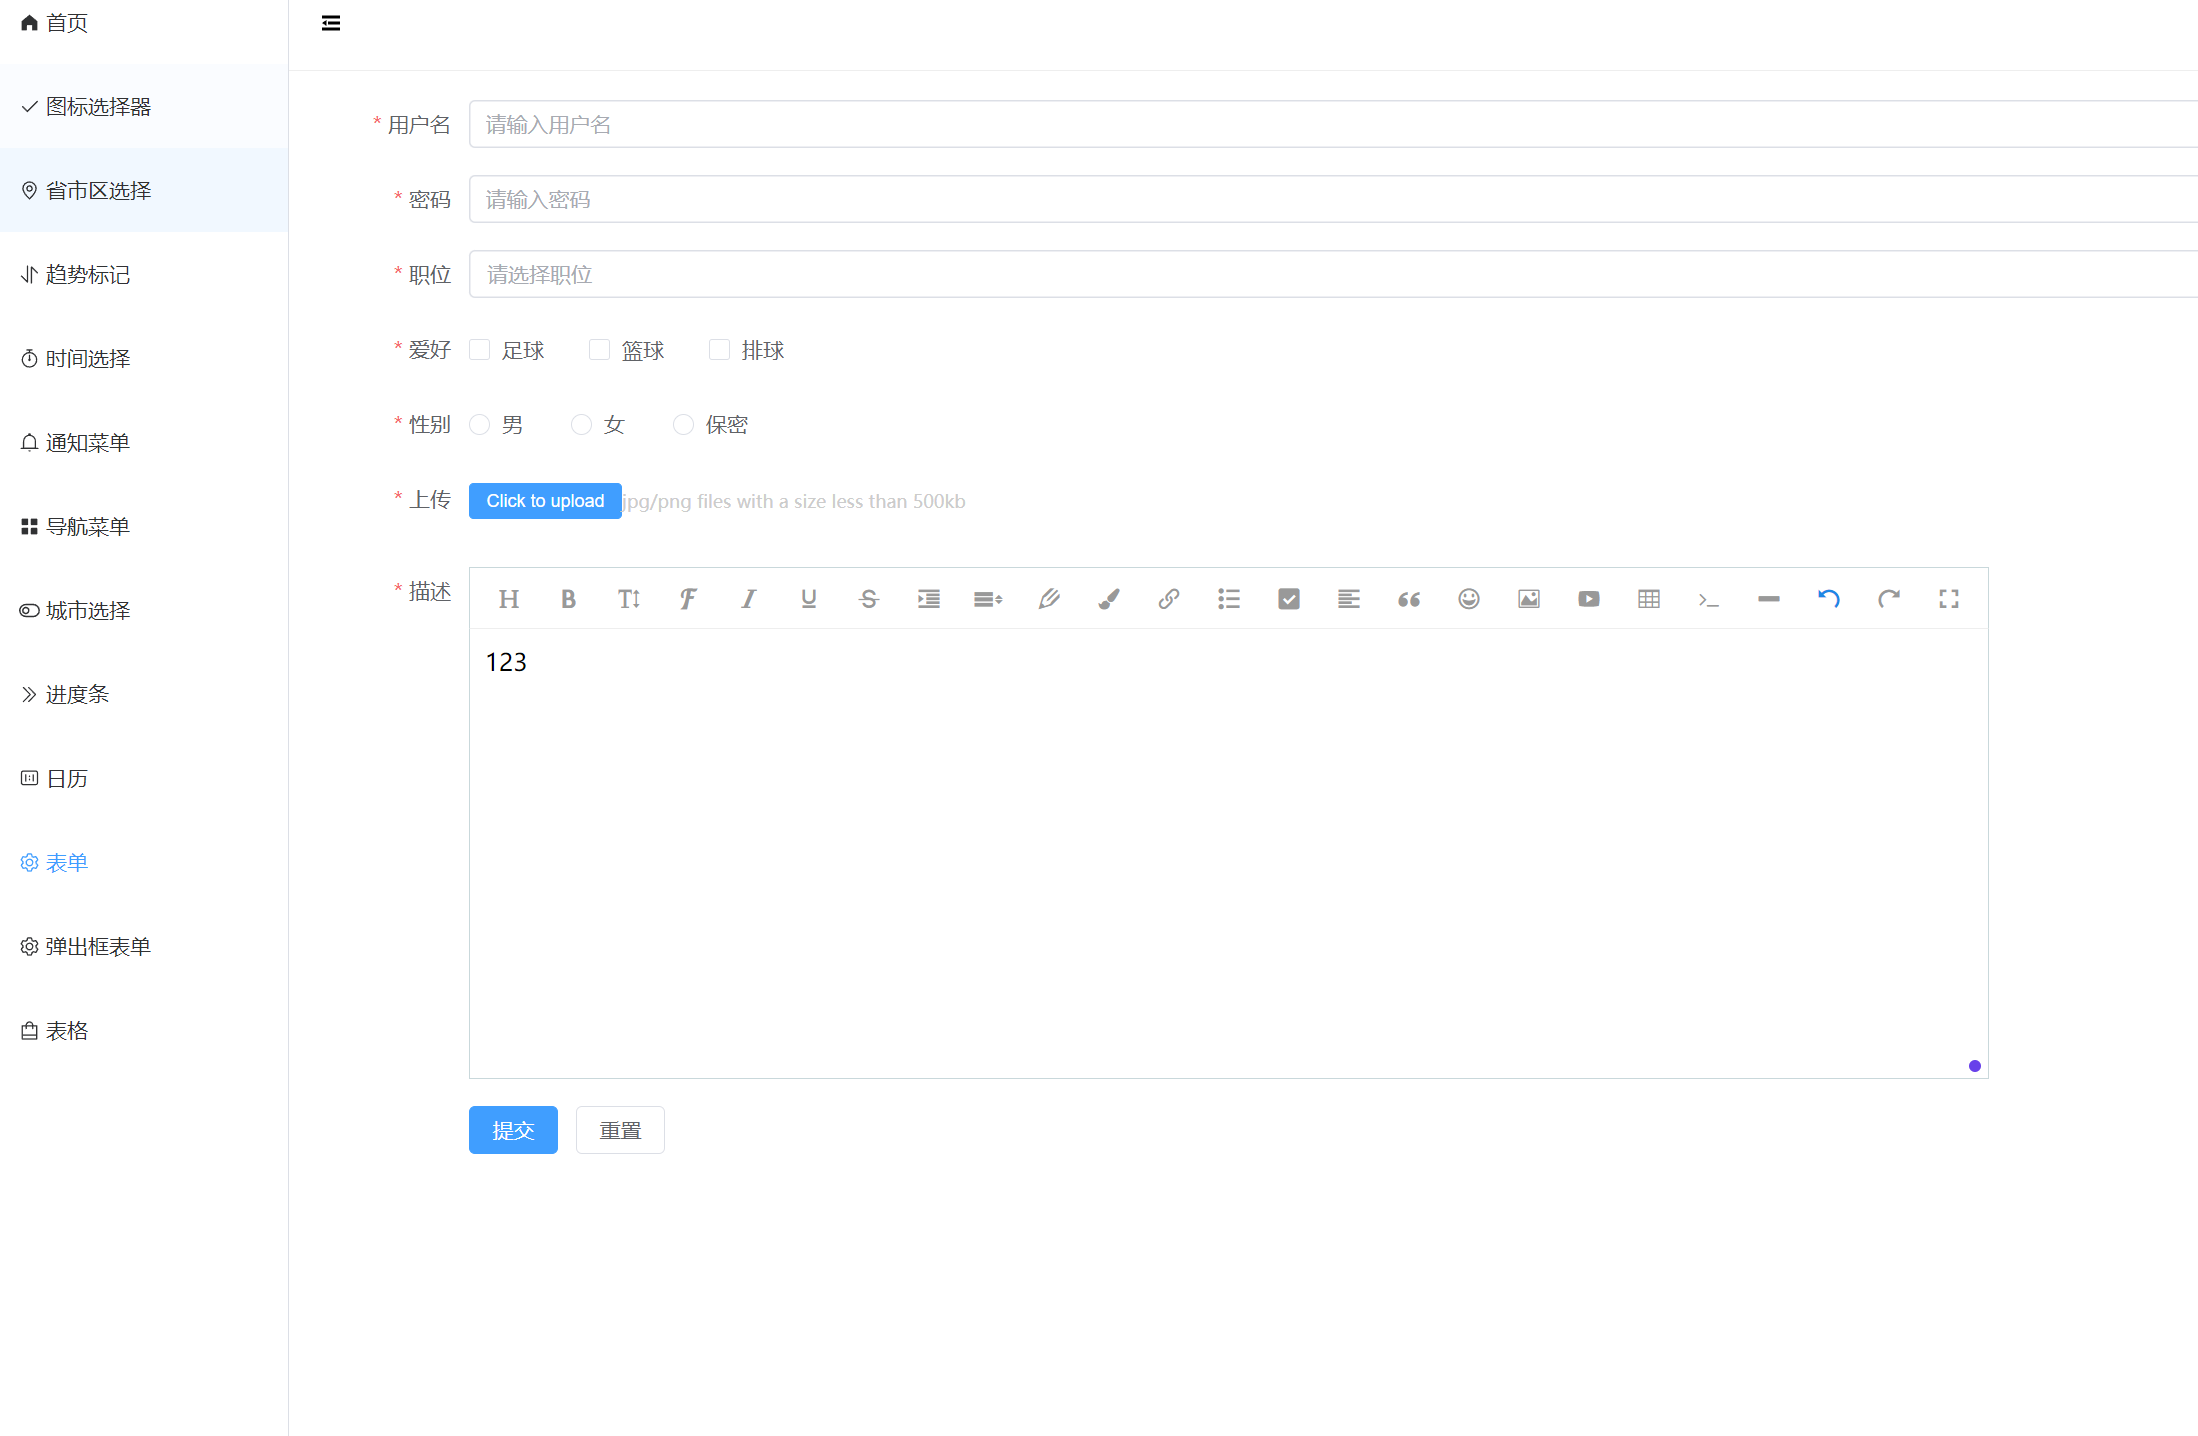 首页
图标选择器
省市区选择
趋势标记
时间选择
通知菜单
导航菜单
城市选择
进度条
日历
表单
弹出框表单
表格
* 用户名 请输入用户名
* 密码 请输入密码
* 职位 请选择职位
* 爱好 足球 篮球 排球
* 性别 男 女 保密
* 上传 Click to upload jpg/png files with a size less than 500kb
* 描述
123
提交 重置